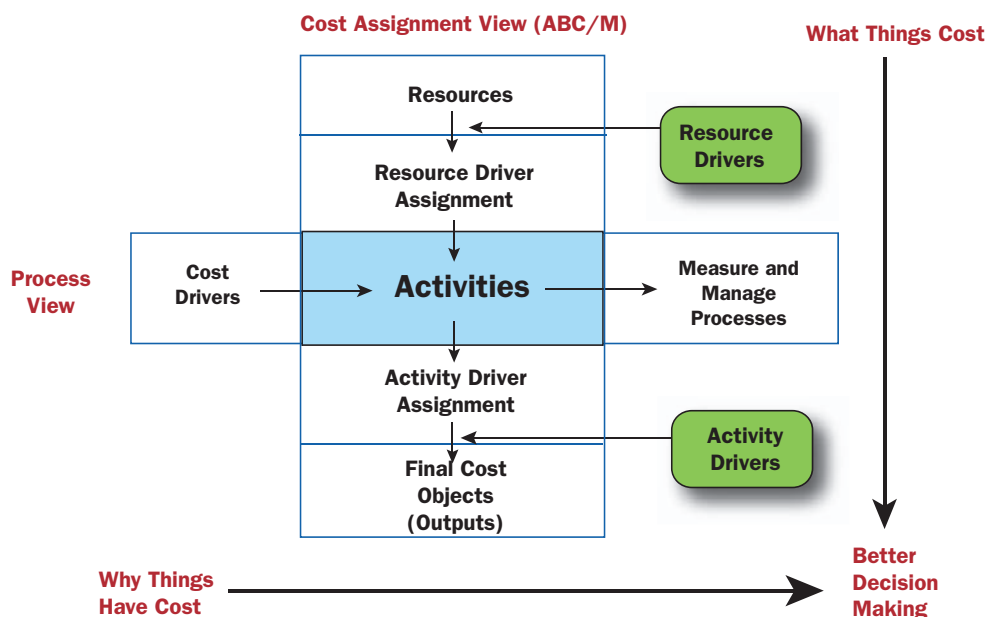 Cost Assignment View (ABC/M)
What Things Cost
Resources
Resource
Drivers
Resource Driver
Assignment
Process
View
Cost
Drivers
Activities
Measure and
Manage
Processes
Activity Driver
Assignment
Activity
Drivers
Final Cost
Objects
(Outputs)
Why Things
Have Cost
Better
Decision
Making